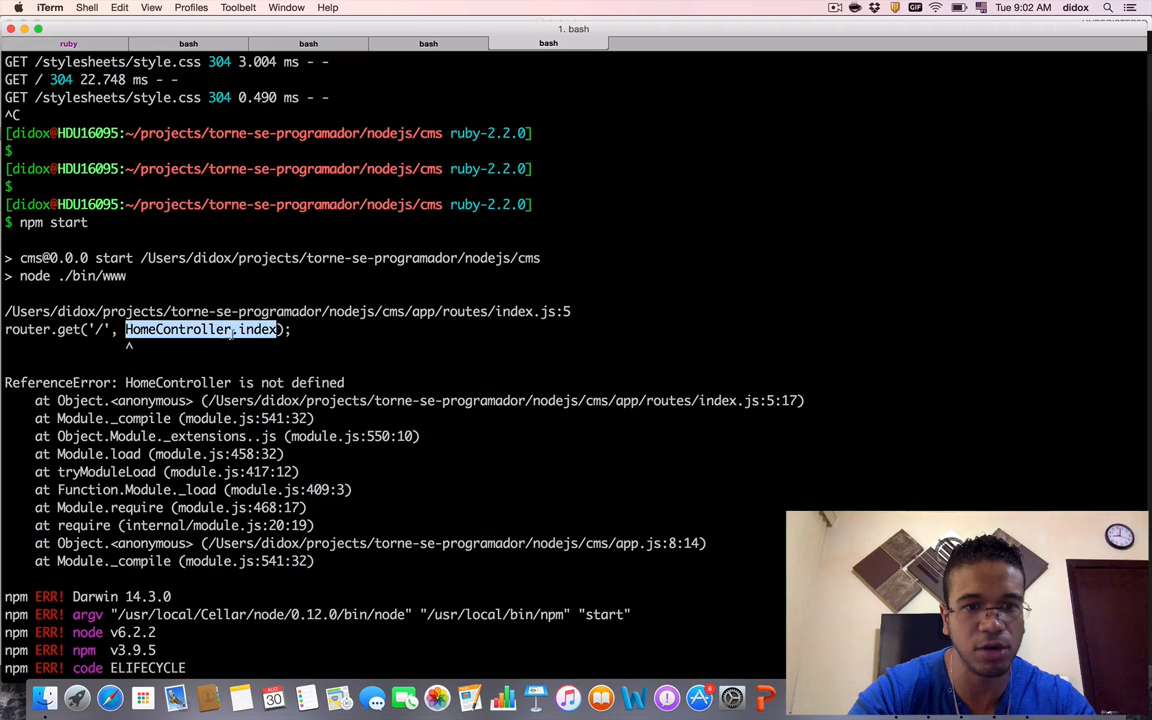 iTerm Shell Edit View Profiles Toolbelt Window Help GIF Tue 9:02 AM didox
1. bash
ruby bash bash bash bash
GET /stylesheets/style.css 304 3.004 ms - -
GET / 304 22.748 ms - -
GET /stylesheets/style.css 304 0.490 ms - -
^C
[didox@HDU16095:~/projects/torne-se-programador/nodejs/cms ruby-2.2.0]
$
[didox@HDU16095:~/projects/torne-se-programador/nodejs/cms ruby-2.2.0]
$
[didox@HDU16095:~/projects/torne-se-programador/nodejs/cms ruby-2.2.0]
$ npm start
> cms@0.0.0 start /Users/didox/projects/torne-se-programador/nodejs/cms
> node ./bin/www
/Users/didox/projects/torne-se-programador/nodejs/cms/app/routes/index.js:5
router.get('/', HomeController.index);
^
ReferenceError: HomeController is not defined
at Object.<anonymous> (/Users/didox/projects/torne-se-programador/nodejs/cms/app/routes/index.js:5:17)
at Module._compile (module.js:541:32)
at Object.Module._extensions..js (module.js:550:10)
at Module.load (module.js:458:32)
at tryModuleLoad (module.js:417:12)
at Function.Module._load (module.js:409:3)
at Module.require (module.js:468:17)
at require (internal/module.js:20:19)
at Object.<anonymous> (/Users/didox/projects/torne-se-programador/nodejs/cms/app.js:8:14)
at Module._compile (module.js:541:32)
npm ERR! Darwin 14.3.0
npm ERR! argv "/usr/local/Cellar/node/0.12.0/bin/node" "/usr/local/bin/npm" "start"
npm ERR! node v6.2.2
npm ERR! npm v3.9.5
npm ERR! code ELIFECYCLE
30
6